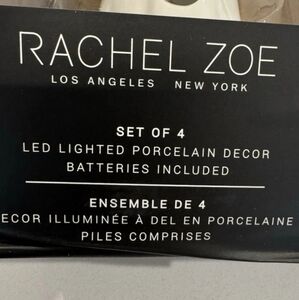 RACHEL ZOE
LOS ANGELES NEW YORK
SET OF 4
LED LIGHTED PORCELAIN DECOR
BATTERIES INCLUDED
ENSEMBLE DE 4
ECOR ILLUMINÉE À DEL EN PORCELAINE
PILES COMPRISES